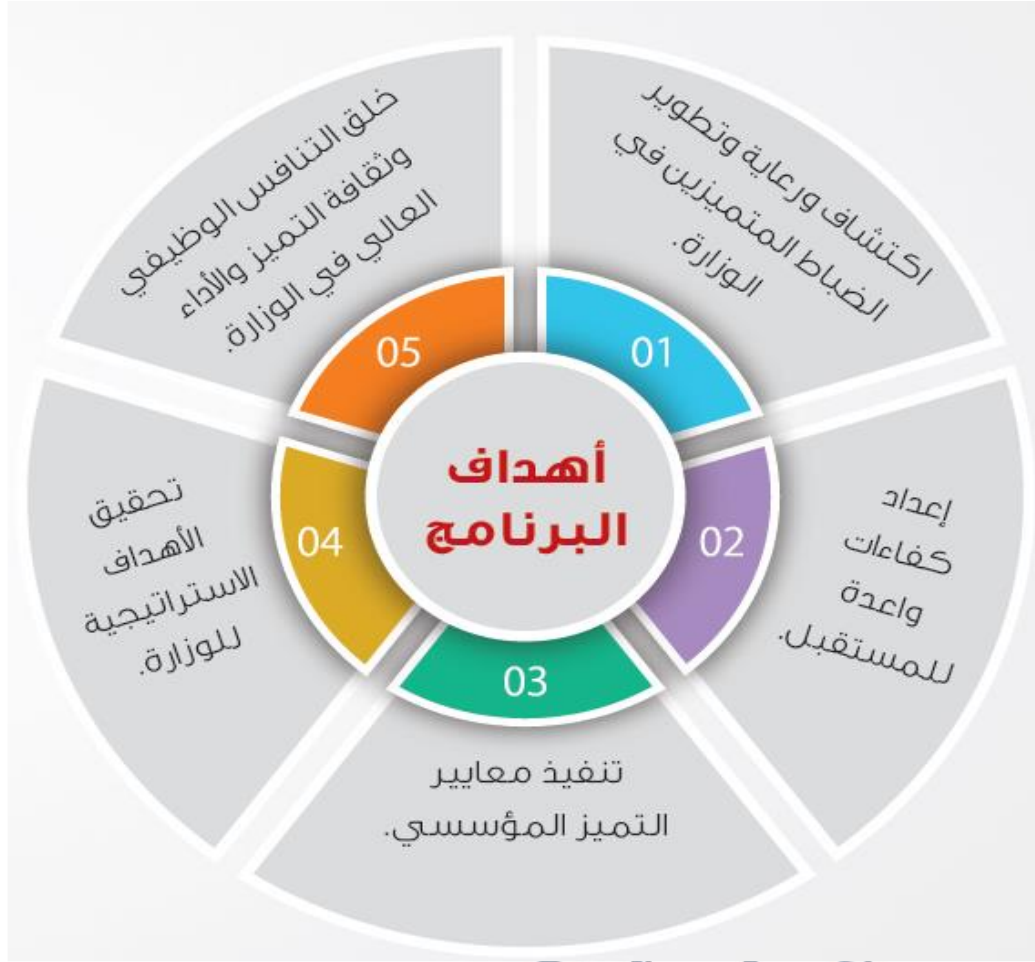 أهداف
البرنامج
01
اكتشاف ورعاية وتطوير
الضباط المتميزين في
الوزارة.
02
إعداد
كفاءات
واعدة
للمستقبل.
03
تنفيذ معايير
التميز المؤسسي.
04
تحقيق
الأهداف
الاستراتيجية
للوزارة.
05
خلق التنافس الوظيفي
وثقافة التميز والأداء
العالي في الوزارة.